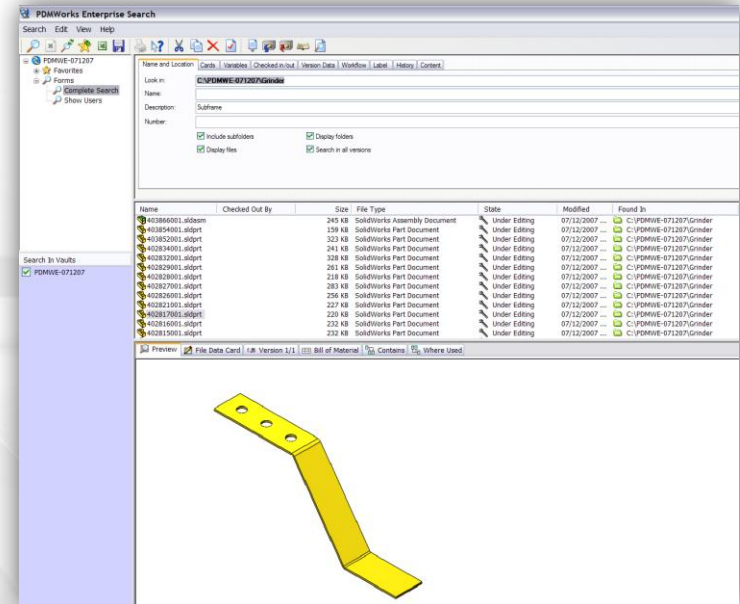 PDMWorks Enterprise Search
Search Edit View Help
PDMWE-071207
Favorites
Forms
Complete Search
Show Users
Name and Location Cards Variables Checked in/out Version Data Workflow Label History Content
Look in: C:\PDMWE-071207\Grinder
Name:
Description: Subframe
Number:
Include subfolders Display folders
Display files Search in all versions
Name Checked Out By Size File Type State Modified Found In
403866001.sldasm 245 KB SolidWorks Assembly Document Under Editing 07/12/2007 ... C:\PDMWE-071207\Grinder
403854001.sldprt 159 KB SolidWorks Part Document Under Editing 07/12/2007 ... C:\PDMWE-071207\Grinder
403852001.sldprt 323 KB SolidWorks Part Document Under Editing 07/12/2007 ... C:\PDMWE-071207\Grinder
402834001.sldprt 241 KB SolidWorks Part Document Under Editing 07/12/2007 ... C:\PDMWE-071207\Grinder
402832001.sldprt 328 KB SolidWorks Part Document Under Editing 07/12/2007 ... C:\PDMWE-071207\Grinder
402829001.sldprt 261 KB SolidWorks Part Document Under Editing 07/12/2007 ... C:\PDMWE-071207\Grinder
402828001.sldprt 218 KB SolidWorks Part Document Under Editing 07/12/2007 ... C:\PDMWE-071207\Grinder
402827001.sldprt 283 KB SolidWorks Part Document Under Editing 07/12/2007 ... C:\PDMWE-071207\Grinder
402826001.sldprt 256 KB SolidWorks Part Document Under Editing 07/12/2007 ... C:\PDMWE-071207\Grinder
402821001.sldprt 227 KB SolidWorks Part Document Under Editing 07/12/2007 ... C:\PDMWE-071207\Grinder
402817001.sldprt 220 KB SolidWorks Part Document Under Editing 07/12/2007 ... C:\PDMWE-071207\Grinder
402816001.sldprt 232 KB SolidWorks Part Document Under Editing 07/12/2007 ... C:\PDMWE-071207\Grinder
402815001.sldprt 232 KB SolidWorks Part Document Under Editing 07/12/2007 ... C:\PDMWE-071207\Grinder
Search In Vaults
PDMWE-071207
Preview File Data Card Version 1/1 Bill of Material Contains Where Used